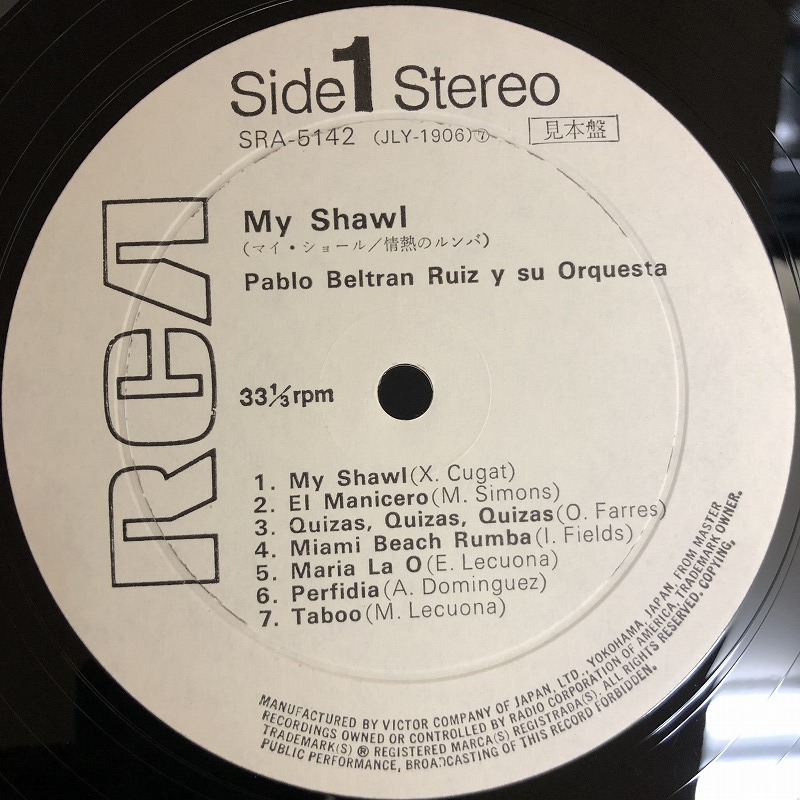 Side 1 Stereo
SRA-5142 (JLY-1906)⑦ 見本盤
RCA
My Shawl
(マイ・ショール/情熱のルンバ)
Pablo Beltran Ruiz y su Orquesta
33⅓rpm
1. My Shawl(X. Cugat)
2. El Manicero(M. Simons)
3. Quizas, Quizas, Quizas(O. Farres)
4. Miami Beach Rumba(I. Fields)
5. Maria La O(E. Lecuona)
6. Perfidia(A. Dominguez)
7. Taboo(M. Lecuona)
MANUFACTURED BY VICTOR COMPANY OF JAPAN, LTD., YOKOHAMA, JAPAN, FROM MASTER
RECORDINGS OWNED OR CONTROLLED BY RADIO CORPORATION OF AMERICA, TRADEMARK OWNER.
TRADEMARK(S) ® REGISTERED MARCA(S) REGISTRADA(S). ALL RIGHTS RESERVED. COPYING,
PUBLIC PERFORMANCE, BROADCASTING OF THIS RECORD FORBIDDEN.